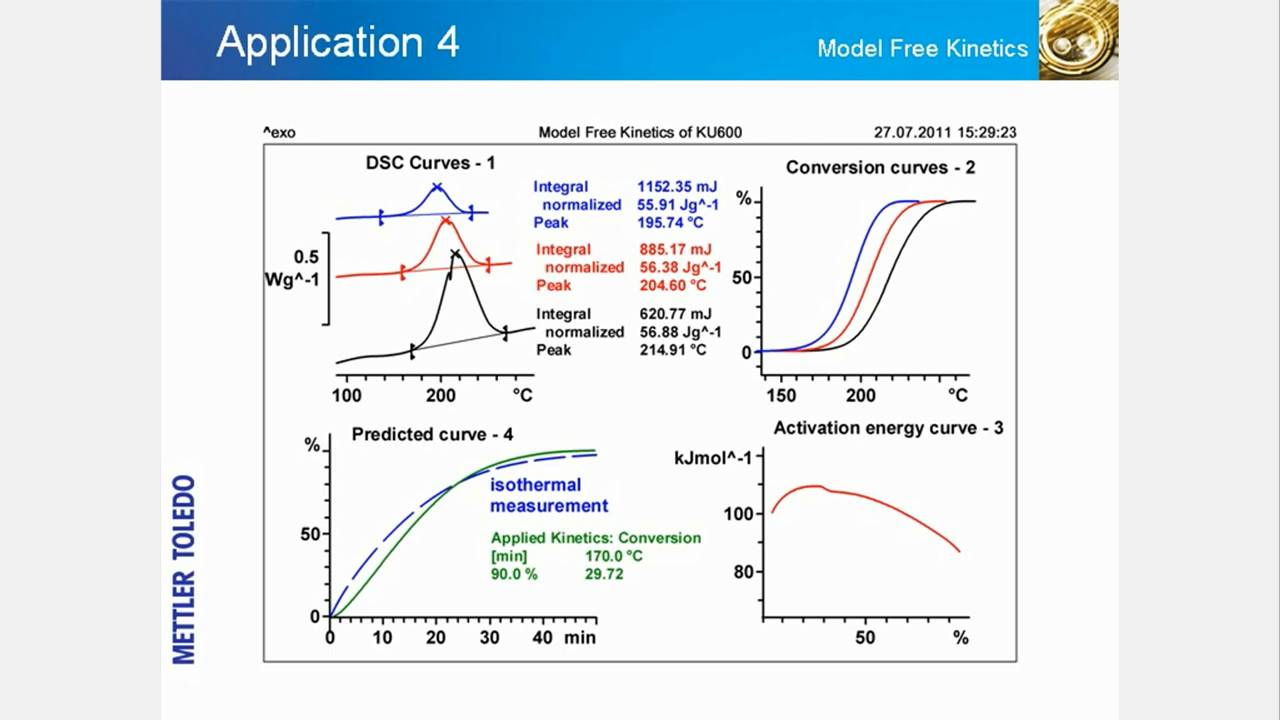 Application 4
Model Free Kinetics
^exo
Model Free Kinetics of KU600
27.07.2011 15:29:23
DSC Curves - 1
0.5
Wg^-1
100 200 °C
Integral 1152.35 mJ
normalized 55.91 Jg^-1
Peak 195.74 °C
Integral 885.17 mJ
normalized 56.38 Jg^-1
Peak 204.60 °C
Integral 620.77 mJ
normalized 56.88 Jg^-1
Peak 214.91 °C
Conversion curves - 2
%
50
0
150 200 °C
Predicted curve - 4
%
50
0
isothermal
measurement
Applied Kinetics: Conversion
[min] 170.0 °C
90.0 % 29.72
0 10 20 30 40 min
Activation energy curve - 3
kJmol^-1
100
80
50 %
METTLER TOLEDO